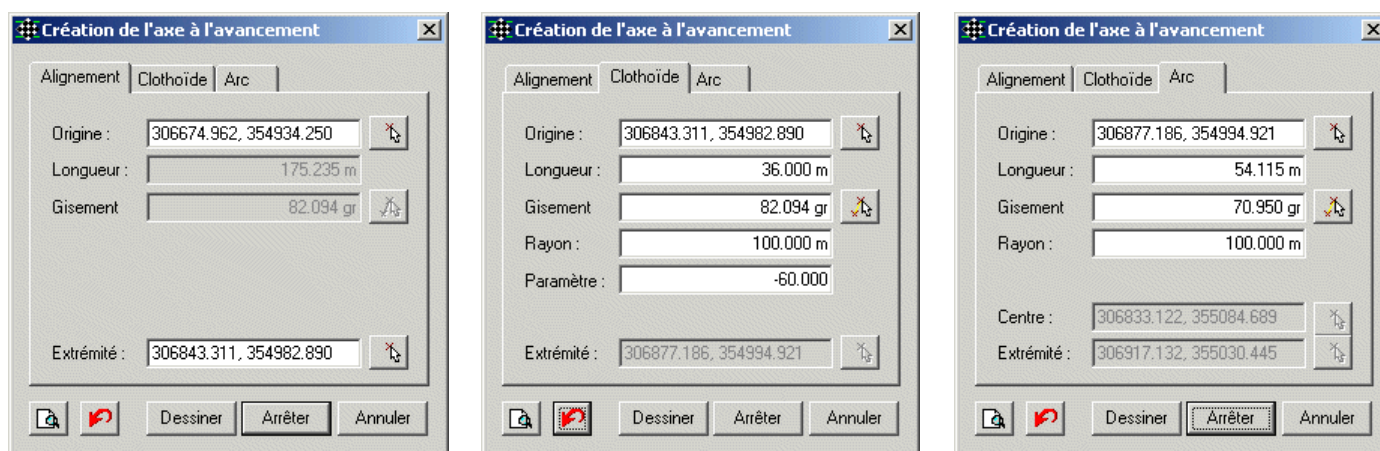 Création de l'axe à l'avancement
Alignement Clothoïde Arc
Origine : 306674.962, 354934.250
Longueur : 175.235 m
Gisement 82.094 gr
Extrémité : 306843.311, 354982.890
Dessiner Arrêter Annuler
Création de l'axe à l'avancement
Alignement Clothoïde Arc
Origine : 306843.311, 354982.890
Longueur : 36.000 m
Gisement 82.094 gr
Rayon : 100.000 m
Paramètre : -60.000
Extrémité : 306877.186, 354994.921
Dessiner Arrêter Annuler
Création de l'axe à l'avancement
Alignement Clothoïde Arc
Origine : 306877.186, 354994.921
Longueur : 54.115 m
Gisement 70.950 gr
Rayon : 100.000 m
Centre : 306833.122, 355084.689
Extrémité : 306917.132, 355030.445
Dessiner Arrêter Annuler